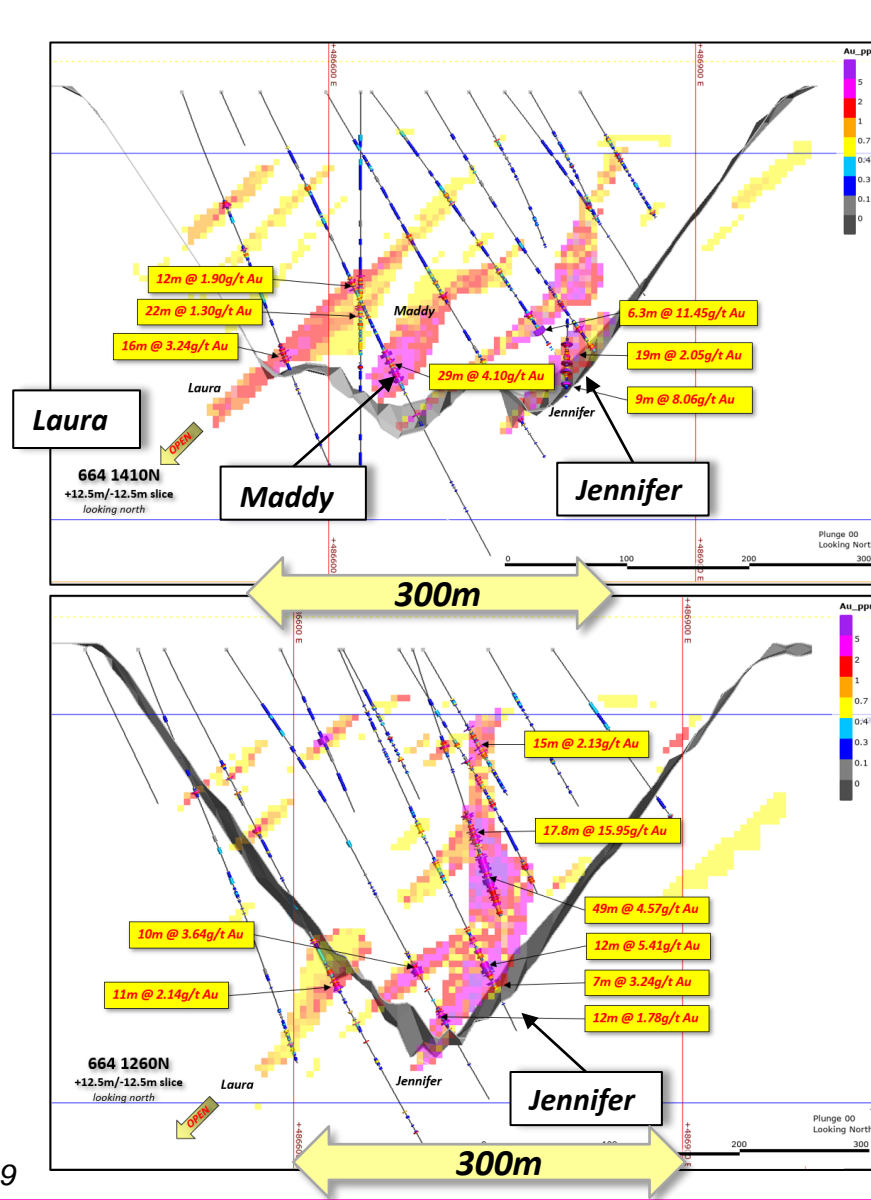 +486600 E
+486900 E
Au_pp
5
2
1
0.7
0.4
0.3
0.1
0
12m @ 1.90g/t Au
22m @ 1.30g/t Au
16m @ 3.24g/t Au
Maddy
6.3m @ 11.45g/t Au
19m @ 2.05g/t Au
29m @ 4.10g/t Au
9m @ 8.06g/t Au
Laura
Jennifer
Laura
OPEN
664 1410N
+12.5m/-12.5m slice
looking north
Maddy
Jennifer
Plunge 00
Looking Nort
0
100
200
300
+486600
+486900 E
300m
6600 E
+486900 E
Au_ppm
5
2
1
0.7
0.4
0.3
0.1
0
15m @ 2.13g/t Au
17.8m @ 15.95g/t Au
49m @ 4.57g/t Au
10m @ 3.64g/t Au
12m @ 5.41g/t Au
11m @ 2.14g/t Au
7m @ 3.24g/t Au
12m @ 1.78g/t Au
664 1260N
+12.5m/-12.5m slice
looking north
Laura
OPEN
Jennifer
Jennifer
Plunge 00
Looking North
200
300
+48660
300m
9